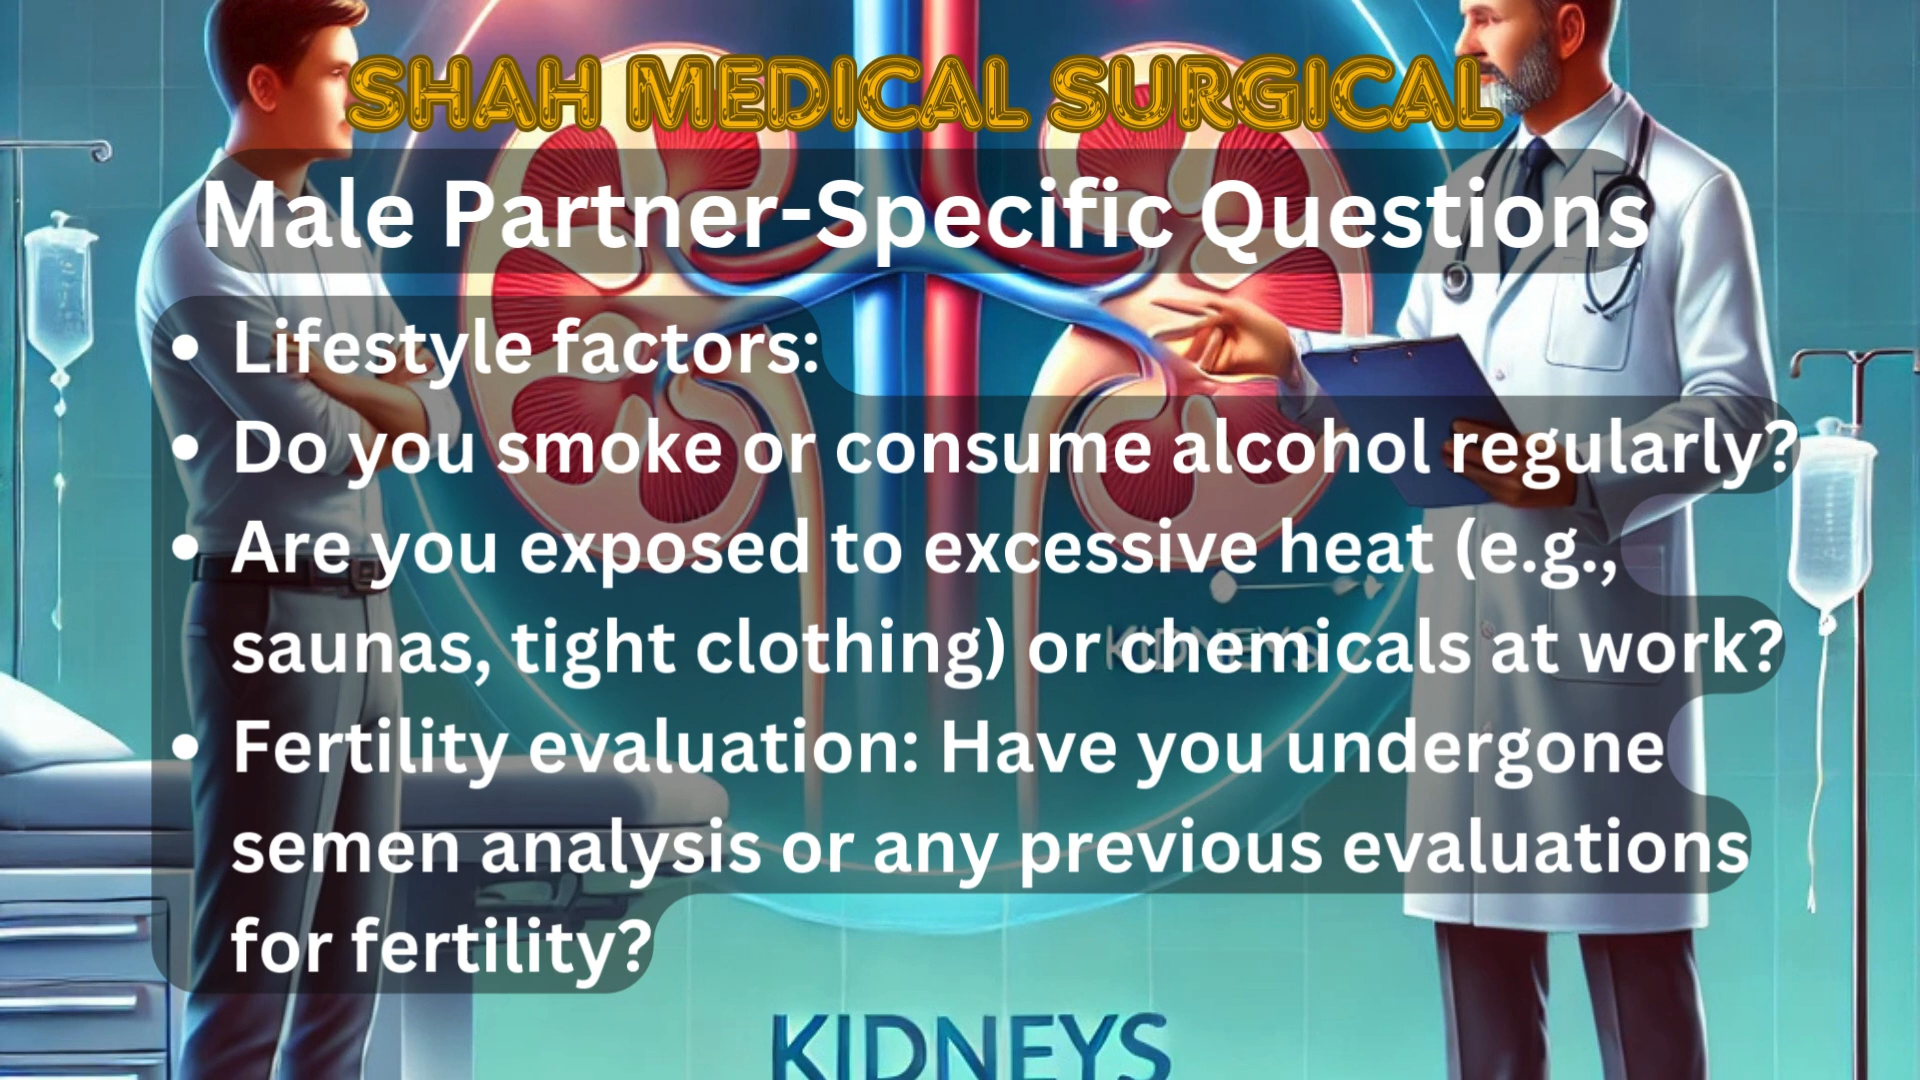 SHAH MEDICAL SURGICAL
Male Partner-Specific Questions
• Lifestyle factors:
• Do you smoke or consume alcohol regularly?
• Are you exposed to excessive heat (e.g.,
saunas, tight clothing) or chemicals at work?
• Fertility evaluation: Have you undergone
semen analysis or any previous evaluations
for fertility?
KIDNEYS
KIDNEYS